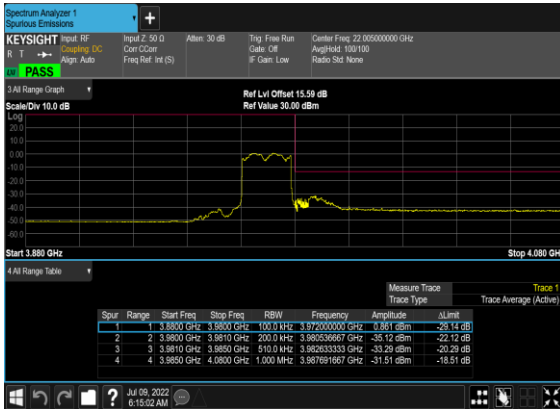 Spectrum Analyzer 1
Spurious Emissions
+
KEYSIGHT Input: RF Input Z: 50 Ω Atten: 30 dB Trig: Free Run Center Freq: 22.005000000 GHz
R T Coupling: DC Corr CCorr Gate: Off Avg|Hold: 100/100
Align: Auto Freq Ref: Int (S) IF Gain: Low Radio Std: None
LXI PASS
3 All Range Graph
Ref Lvl Offset 15.59 dB
Scale/Div 10.0 dB Ref Value 30.00 dBm
Log
20.0
10.0
0.00
-10.0
-20.0
-30.0
-40.0
-50.0
-60.0
Start 3.880 GHz Stop 4.080 GH
4 All Range Table
Measure Trace Trace 1
Trace Type Trace Average (Active)
Spur Range Start Freq Stop Freq RBW Frequency Amplitude ΔLimit
1 1 3.8800 GHz 3.9800 GHz 100.0 kHz 3.972000000 GHz 0.861 dBm -29.14 dB
2 2 3.9800 GHz 3.9810 GHz 200.0 kHz 3.980536667 GHz -35.12 dBm -22.12 dB
3 3 3.9810 GHz 3.9850 GHz 510.0 kHz 3.982633333 GHz -33.29 dBm -20.29 dB
4 4 3.9850 GHz 4.0800 GHz 1.000 MHz 3.987691667 GHz -31.51 dBm -18.51 dB
? Jul 09, 2022
6:15:02 AM